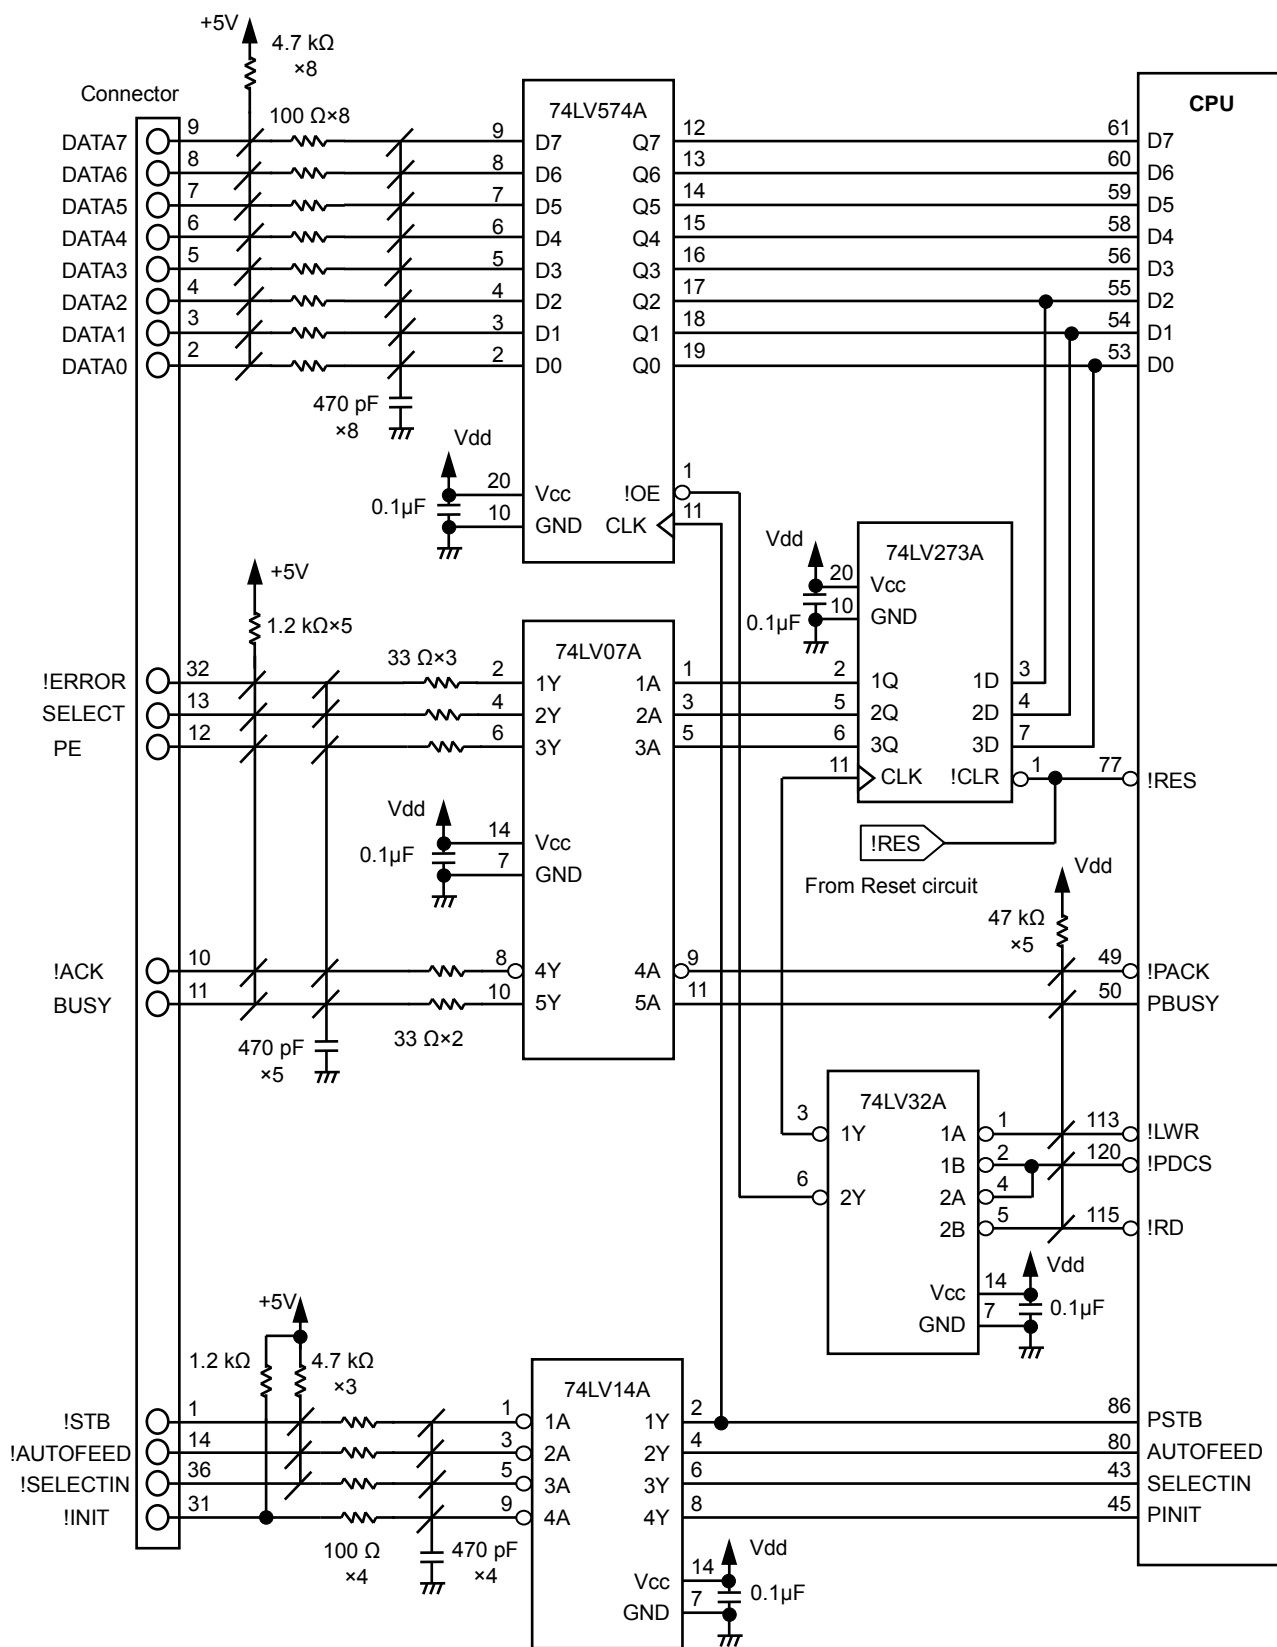 +5V
4.7 kΩ
×8
Connector
100 Ω×8
74LV574A
CPU
DATA7 9 9 D7 Q7 12 61 D7
DATA6 8 8 D6 Q6 13 60 D6
DATA5 7 7 D5 Q5 14 59 D5
DATA4 6 6 D4 Q4 15 58 D4
DATA3 5 5 D3 Q3 16 56 D3
DATA2 4 4 D2 Q2 17 55 D2
DATA1 3 3 D1 Q1 18 54 D1
DATA0 2 2 D0 Q0 19 53 D0
470 pF
×8
Vdd
0.1µF
20 Vcc !OE 1
10 GND CLK 11
Vdd
0.1µF
74LV273A
20 Vcc
10 GND
+5V
1.2 kΩ×5
33 Ω×3
74LV07A
!ERROR 32 2 1Y 1A 1 2 1Q 1D 3
SELECT 13 4 2Y 2A 3 5 2Q 2D 4
PE 12 6 3Y 3A 5 6 3Q 3D 7
11 CLK !CLR 1 77 !RES
!RES
From Reset circuit
Vdd
0.1µF
14 Vcc
7 GND
Vdd
47 kΩ
×5
!ACK 10 8 4Y 4A 9 49 !PACK
BUSY 11 10 5Y 5A 11 50 PBUSY
470 pF
×5
33 Ω×2
74LV32A
3 1Y 1A 1 113 !LWR
1B 2 120 !PDCS
6 2Y 2A 4
2B 5 115 !RD
Vdd
Vcc 14
GND 7
0.1µF
+5V
1.2 kΩ
4.7 kΩ
×3
74LV14A
!STB 1 1 1A 1Y 2 86 PSTB
!AUTOFEED 14 3 2A 2Y 4 80 AUTOFEED
!SELECTIN 36 5 3A 3Y 6 43 SELECTIN
!INIT 31 9 4A 4Y 8 45 PINIT
100 Ω
×4
470 pF
×4
Vdd
Vcc 14
GND 7
0.1µF